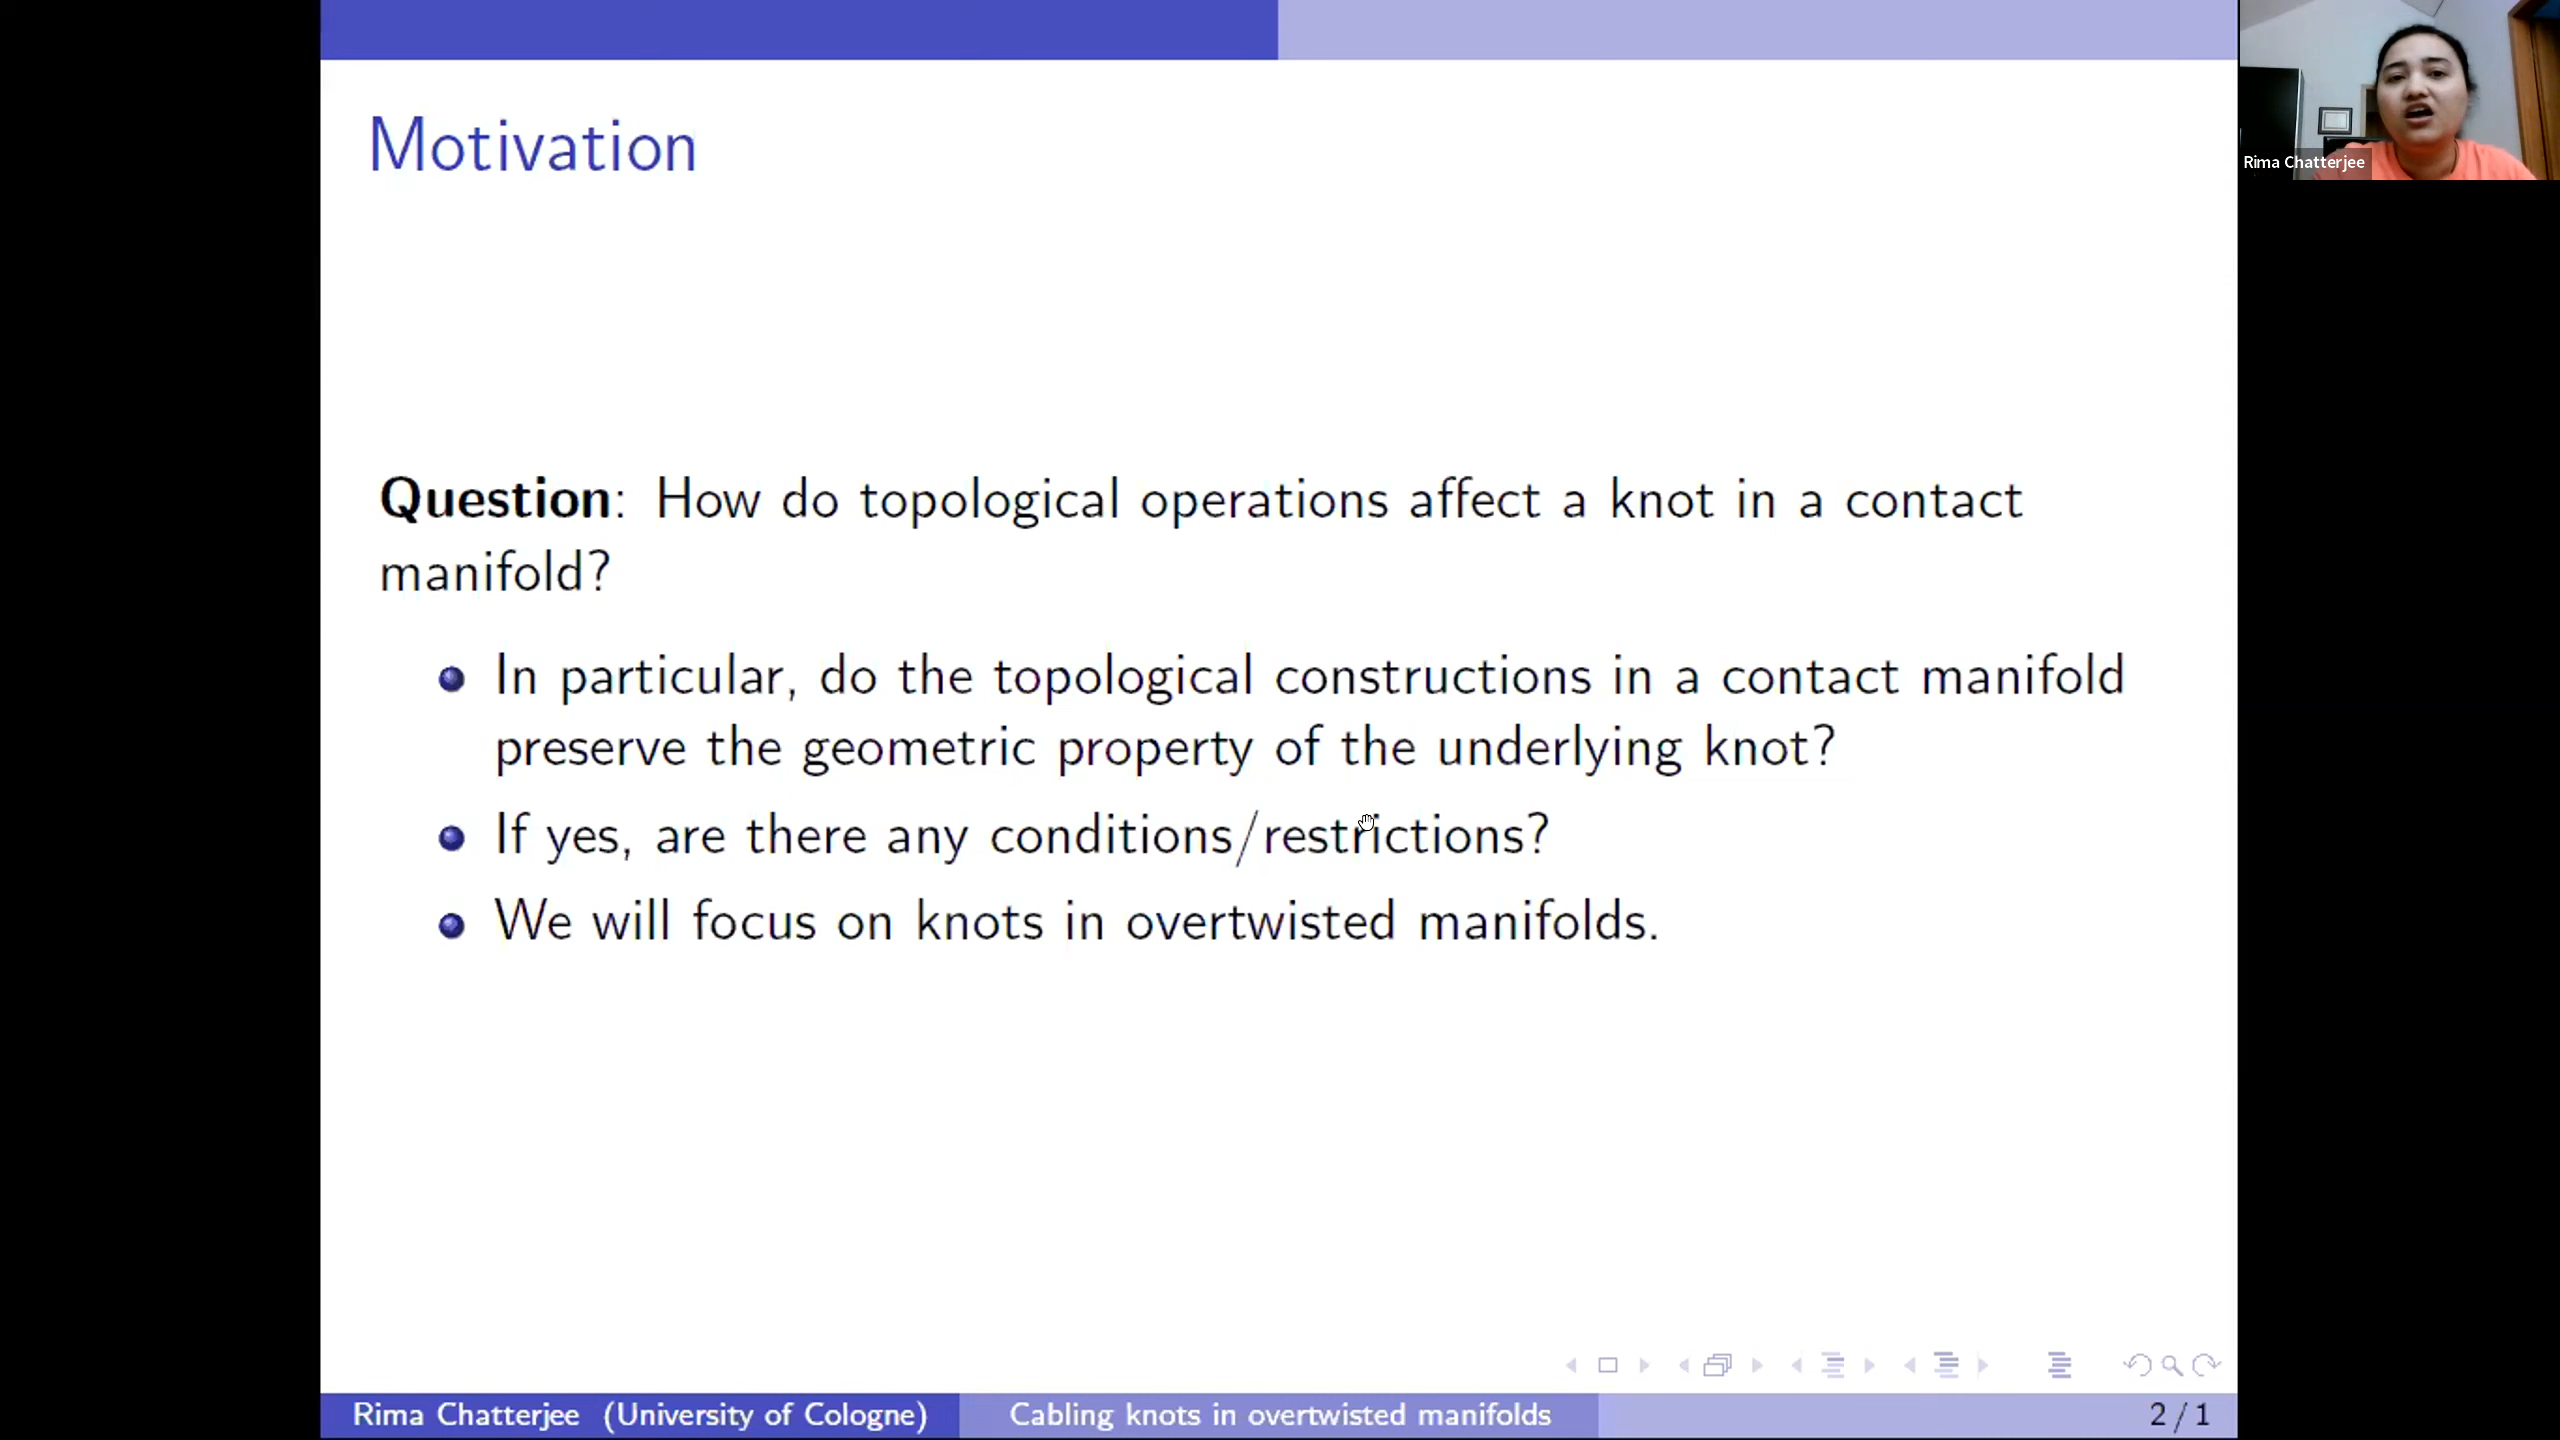 Motivation
Rima Chatterjee
Question: How do topological operations affect a knot in a contact
manifold?
In particular, do the topological constructions in a contact manifold
preserve the geometric property of the underlying knot?
If yes, are there any conditions/restrictions?
We will focus on knots in overtwisted manifolds.
Rima Chatterjee (University of Cologne)
Cabling knots in overtwisted manifolds
2 / 1